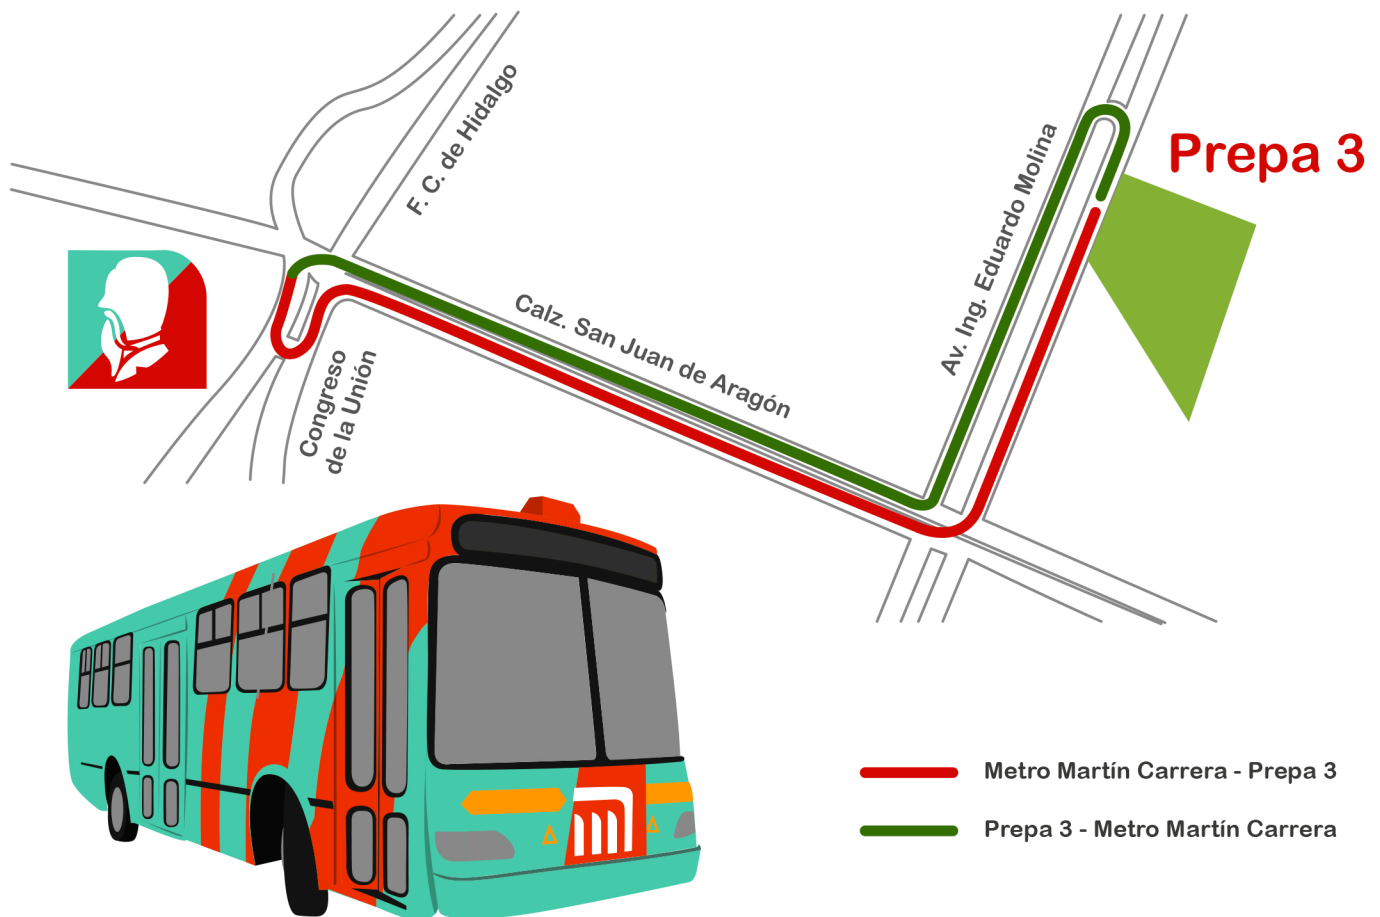 F. C. de Hidalgo
Av. Ing. Eduardo Molina
Prepa 3
Calz. San Juan de Aragón
Congreso
de la Unión
Metro Martín Carrera - Prepa 3
Prepa 3 - Metro Martín Carrera